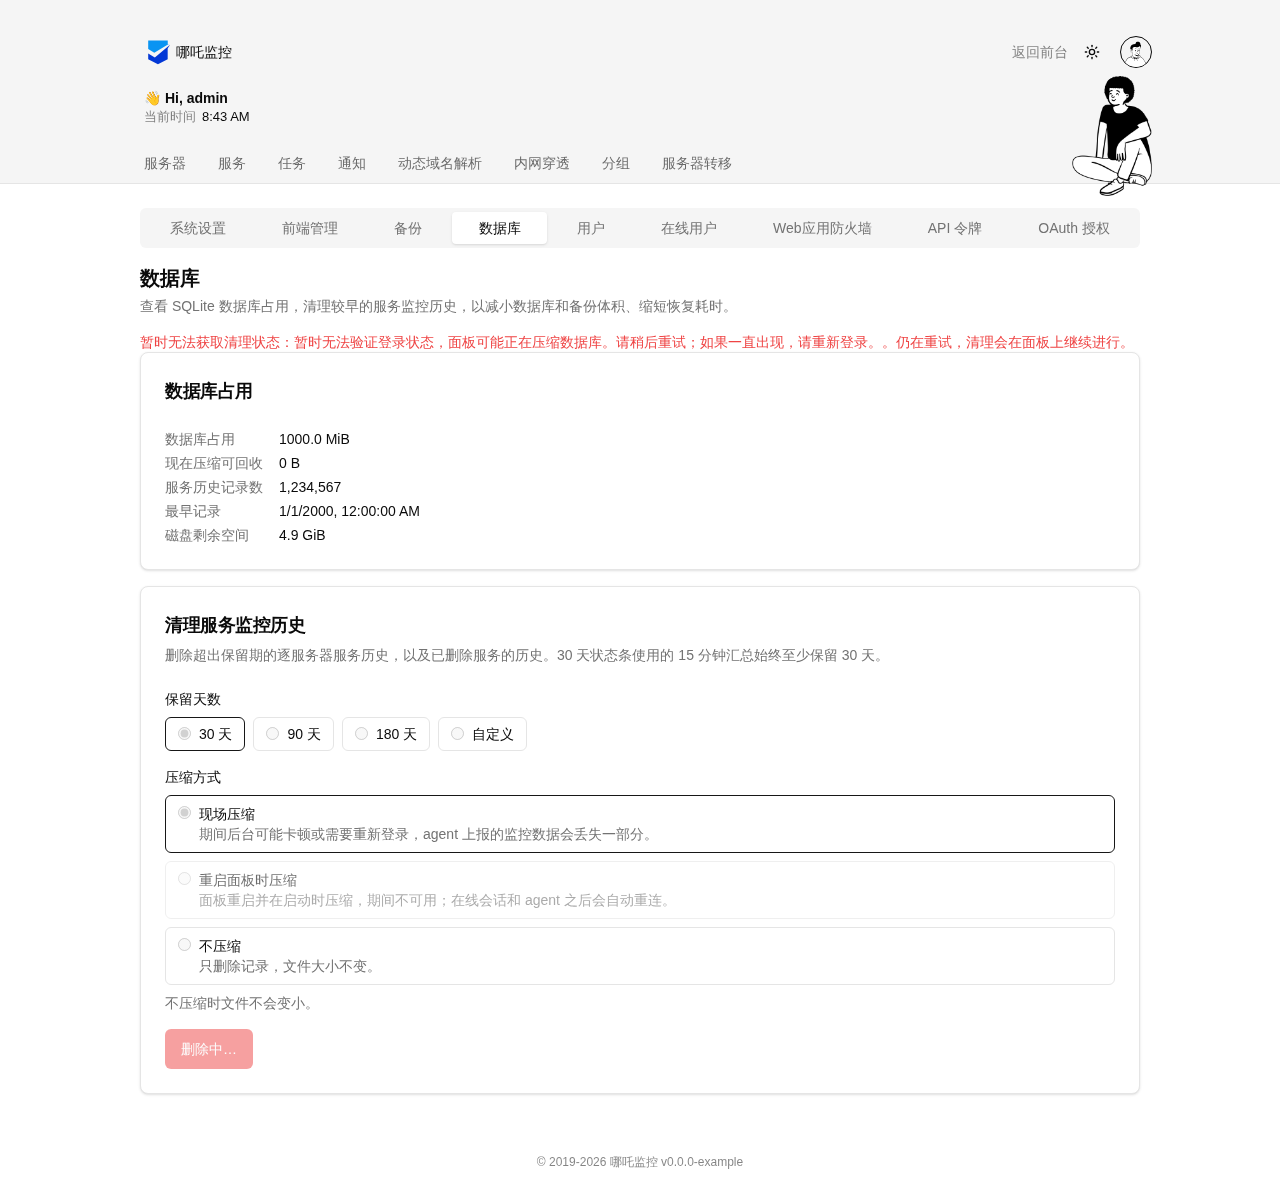 哪吒监控
返回前台
👋 Hi, admin
当前时间 8:43 AM
服务器 服务 任务 通知 动态域名解析 内网穿透 分组 服务器转移
系统设置 前端管理 备份 数据库 用户 在线用户 Web应用防火墙 API 令牌 OAuth 授权
数据库
查看 SQLite 数据库占用，清理较早的服务监控历史，以减小数据库和备份体积、缩短恢复耗时。
暂时无法获取清理状态：暂时无法验证登录状态，面板可能正在压缩数据库。请稍后重试；如果一直出现，请重新登录。。仍在重试，清理会在面板上继续进行。
数据库占用
数据库占用 1000.0 MiB
现在压缩可回收 0 B
服务历史记录数 1,234,567
最早记录 1/1/2000, 12:00:00 AM
磁盘剩余空间 4.9 GiB
清理服务监控历史
删除超出保留期的逐服务器服务历史，以及已删除服务的历史。30 天状态条使用的 15 分钟汇总始终至少保留 30 天。
保留天数
30 天 90 天 180 天 自定义
压缩方式
现场压缩
期间后台可能卡顿或需要重新登录，agent 上报的监控数据会丢失一部分。
重启面板时压缩
面板重启并在启动时压缩，期间不可用；在线会话和 agent 之后会自动重连。
不压缩
只删除记录，文件大小不变。
不压缩时文件不会变小。
删除中…
© 2019-2026 哪吒监控 v0.0.0-example